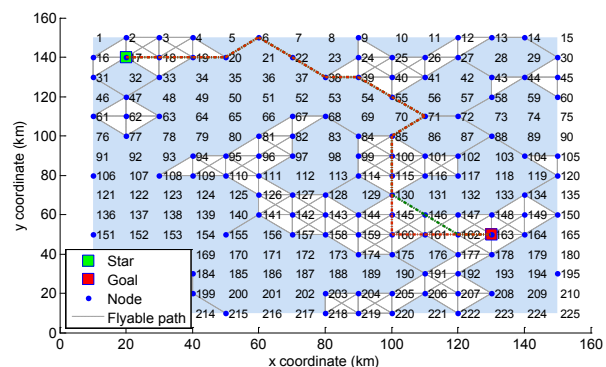 160
1 2 3 4 5 6 7 8 9 10 11 12 13 14 15
140 16 17 18 19 20 21 22 23 24 25 26 27 28 29 30
31 32 33 34 35 36 37 38 39 40 41 42 43 44 45
120 46 47 48 49 50 51 52 53 54 55 56 57 58 59 60
61 62 63 64 65 66 67 68 69 70 71 72 73 74 75
100 76 77 78 79 80 81 82 83 84 85 86 87 88 89 90
91 92 93 94 95 96 97 98 99 100 101 102 103 104 105
80 106 107 108 109 110 111 112 113 114 115 116 117 118 119 120
121 122 123 124 125 126 127 128 129 130 131 132 133 134 135
60 136 137 138 139 140 141 142 143 144 145 146 147 148 149 150
151 152 153 154 155 156 157 158 159 160 161 162 163 164 165
40 169 170 171 172 173 174 175 176 177 178 179 180
184 185 186 187 188 189 190 191 192 193 194 195
20 199 200 201 202 203 204 205 206 207 208 209 210
214 215 216 217 218 219 220 221 222 223 224 225
0
y coordinate (km)
Star
Goal
Node
Flyable path
0 20 40 60 80 100 120 140 160
x coordinate (km)